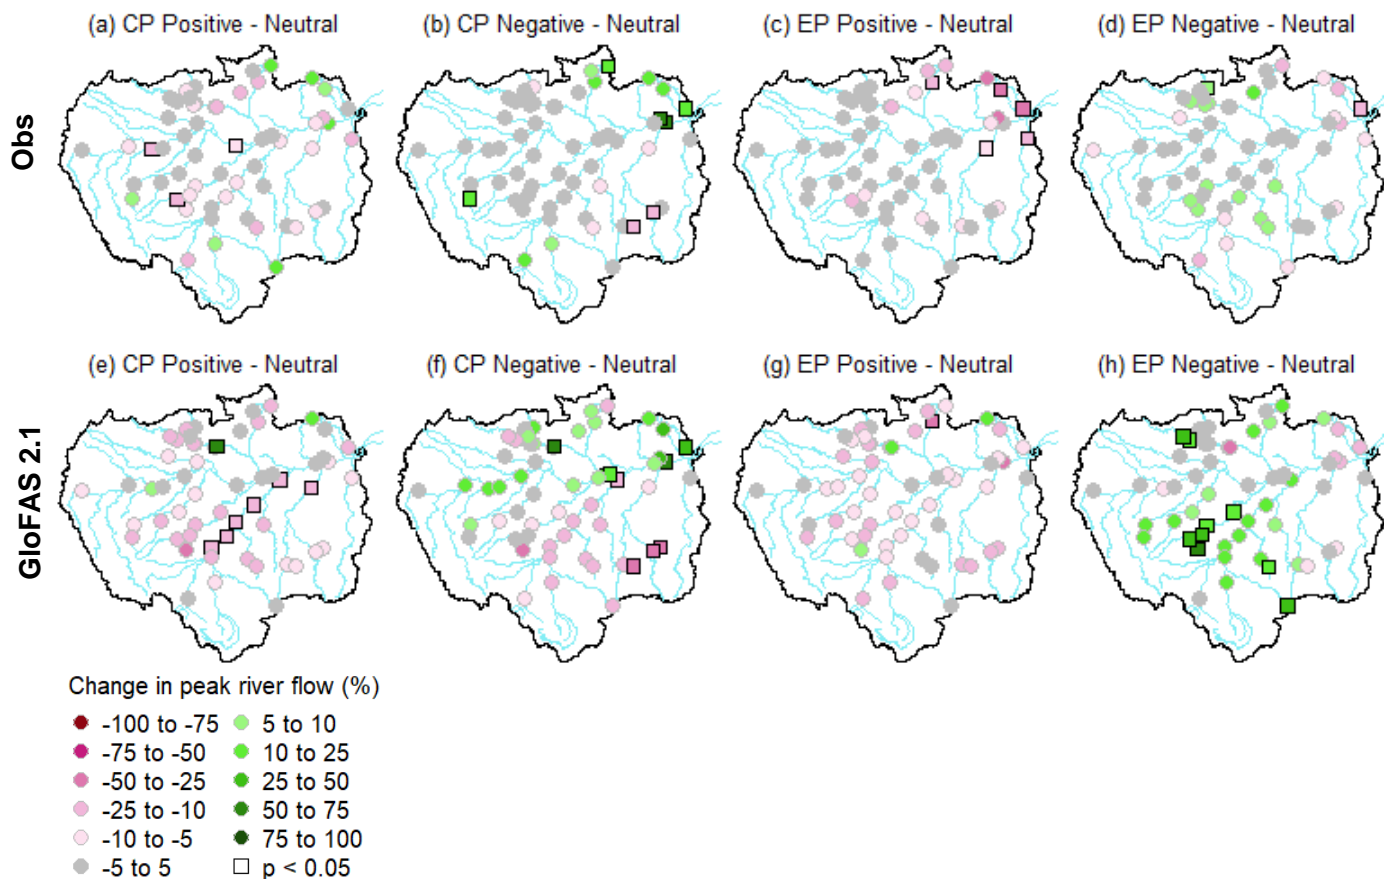 (a) CP Positive - Neutral
(b) CP Negative - Neutral
(c) EP Positive - Neutral
(d) EP Negative - Neutral
Obs
(e) CP Positive - Neutral
(f) CP Negative - Neutral
(g) EP Positive - Neutral
(h) EP Negative - Neutral
GloFAS 2.1
Change in peak river flow (%)
-100 to -75
-75 to -50
-50 to -25
-25 to -10
-10 to -5
-5 to 5
5 to 10
10 to 25
25 to 50
50 to 75
75 to 100
p < 0.05